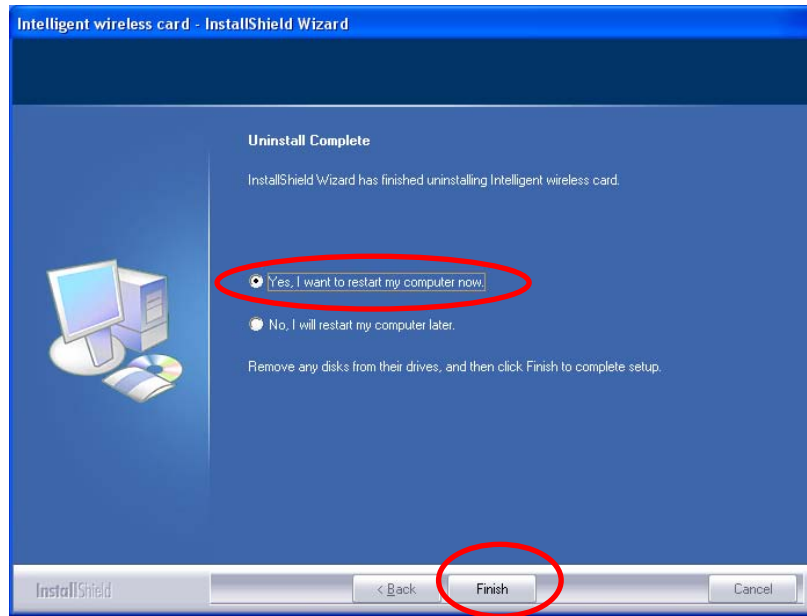 Intelligent wireless card - InstallShield Wizard
Uninstall Complete
InstallShield Wizard has finished uninstalling Intelligent wireless card.
Yes, I want to restart my computer now.
No, I will restart my computer later.
Remove any disks from their drives, and then click Finish to complete setup.
InstallShield
< Back
Finish
Cancel